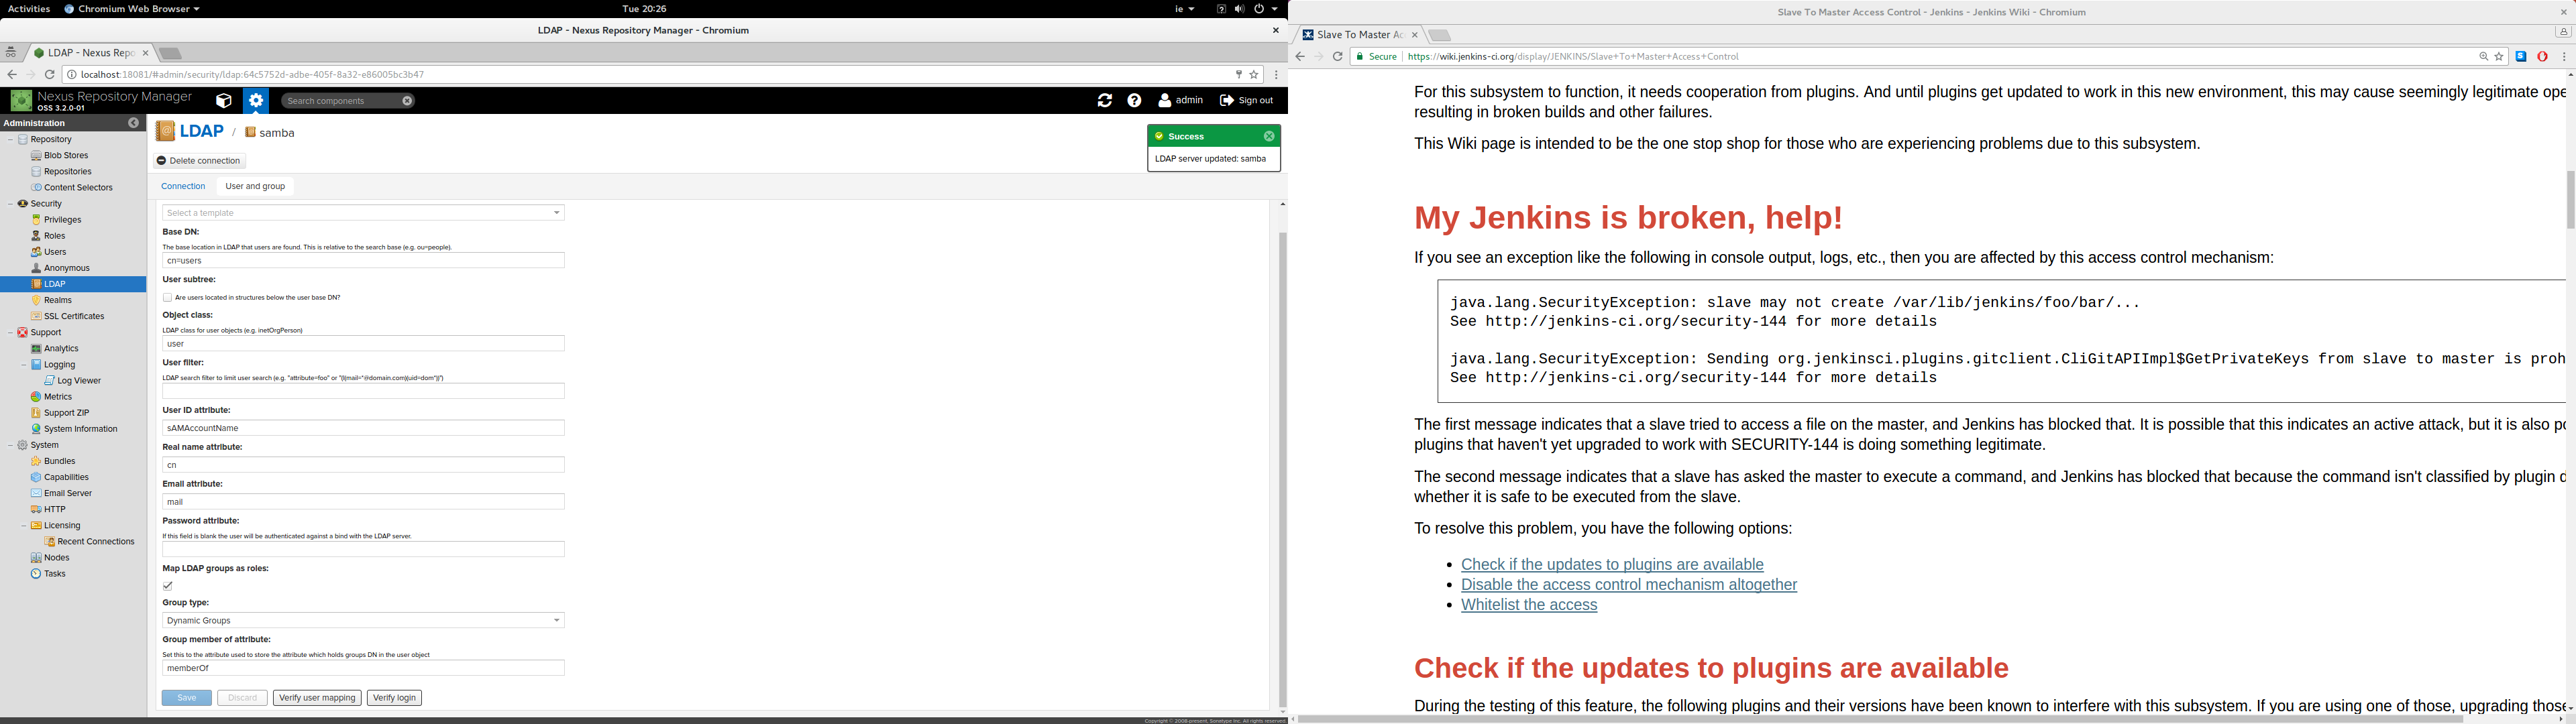 Activities Chromium Web Browser Tue 20:26 ie
LDAP - Nexus Repository Manager - Chromium
LDAP - Nexus Repo
localhost:18081/#admin/security/ldap:64c5752d-adbe-405f-8a32-e86005bc3b47
Nexus Repository Manager
OSS 3.2.0-01
Search components
admin
Sign out
Administration
Repository
Blob Stores
Repositories
Content Selectors
Security
Privileges
Roles
Users
Anonymous
LDAP
Realms
SSL Certificates
Support
Analytics
Logging
Log Viewer
Metrics
Support ZIP
System Information
System
Bundles
Capabilities
Email Server
HTTP
Licensing
Recent Connections
Nodes
Tasks
LDAP / samba
Delete connection
Success
LDAP server updated: samba
Connection User and group
Select a template
Base DN:
The base location in LDAP that users are found. This is relative to the search base (e.g. ou=people).
cn=users
User subtree:
Are users located in structures below the user base DN?
Object class:
LDAP class for user objects (e.g. inetOrgPerson)
user
User filter:
LDAP search filter to limit user search (e.g. "attribute=foo" or "(|(mail=*@domain.com)(uid=dom*))")
User ID attribute:
sAMAccountName
Real name attribute:
cn
Email attribute:
mail
Password attribute:
If this field is blank the user will be authenticated against a bind with the LDAP server.
Map LDAP groups as roles:
Group type:
Dynamic Groups
Group member of attribute:
Set this to the attribute used to store the attribute which holds groups DN in the user object
memberOf
Save Discard Verify user mapping Verify login
Copyright © 2008-present, Sonatype Inc. All rights reserved.
Slave To Master Access Control - Jenkins - Jenkins Wiki - Chromium
Slave To Master Ac
Secure https://wiki.jenkins-ci.org/display/JENKINS/Slave+To+Master+Access+Control
For this subsystem to function, it needs cooperation from plugins. And until plugins get updated to work in this new environment, this may cause seemingly legitimate ope
resulting in broken builds and other failures.
This Wiki page is intended to be the one stop shop for those who are experiencing problems due to this subsystem.
My Jenkins is broken, help!
If you see an exception like the following in console output, logs, etc., then you are affected by this access control mechanism:
java.lang.SecurityException: slave may not create /var/lib/jenkins/foo/bar/...
See http://jenkins-ci.org/security-144 for more details
java.lang.SecurityException: Sending org.jenkinsci.plugins.gitclient.CliGitAPIImpl$GetPrivateKeys from slave to master is proh
See http://jenkins-ci.org/security-144 for more details
The first message indicates that a slave tried to access a file on the master, and Jenkins has blocked that. It is possible that this indicates an active attack, but it is also po
plugins that haven't yet upgraded to work with SECURITY-144 is doing something legitimate.
The second message indicates that a slave has asked the master to execute a command, and Jenkins has blocked that because the command isn't classified by plugin d
whether it is safe to be executed from the slave.
To resolve this problem, you have the following options:
• Check if the updates to plugins are available
• Disable the access control mechanism altogether
• Whitelist the access
Check if the updates to plugins are available
During the testing of this feature, the following plugins and their versions have been known to interfere with this subsystem. If you are using one of those, upgrading those